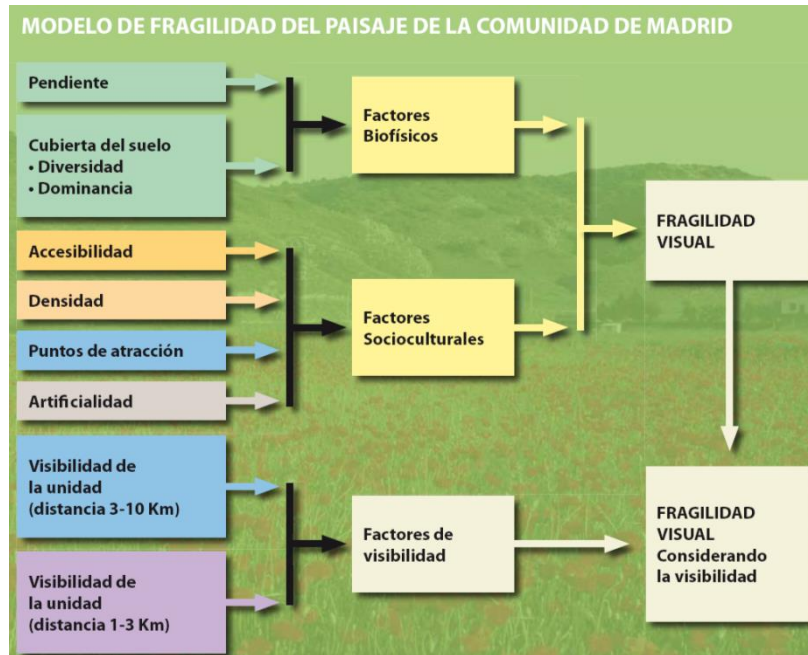 MODELO DE FRAGILIDAD DEL PAISAJE DE LA COMUNIDAD DE MADRID
Pendiente
Cubierta del suelo
• Diversidad
• Dominancia
Accesibilidad
Densidad
Puntos de atracción
Artificialidad
Visibilidad de
la unidad
(distancia 3-10 Km)
Visibilidad de
la unidad
(distancia 1-3 Km)
Factores
Biofísicos
Factores
Socioculturales
Factores de
visibilidad
FRAGILIDAD
VISUAL
FRAGILIDAD
VISUAL
Considerando
la visibilidad